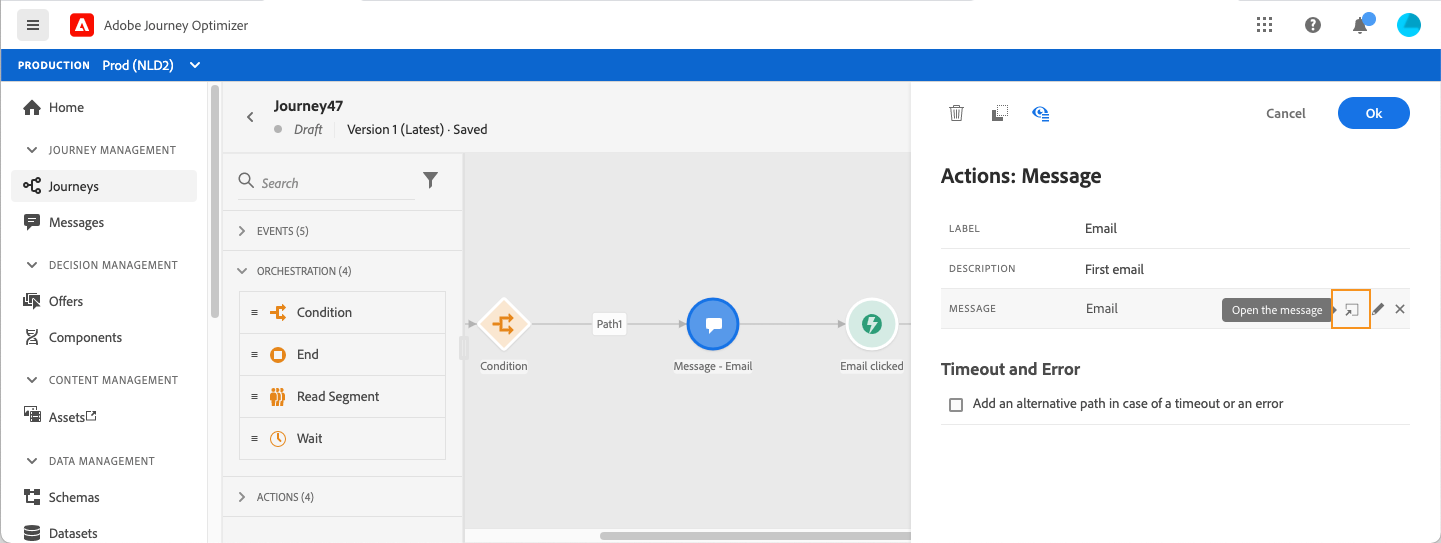 Adobe Journey Optimizer
PRODUCTION Prod (NLD2)
Home
JOURNEY MANAGEMENT
Journeys
Messages
DECISION MANAGEMENT
Offers
Components
CONTENT MANAGEMENT
Assets
DATA MANAGEMENT
Schemas
Datasets
Journey47
Draft Version 1 (Latest) · Saved
Search
EVENTS (5)
ORCHESTRATION (4)
Condition
End
Read Segment
Wait
ACTIONS (4)
Condition
Path1
Message - Email
Email clicked
Cancel Ok
Actions: Message
LABEL Email
DESCRIPTION First email
MESSAGE Email Open the message
Timeout and Error
Add an alternative path in case of a timeout or an error